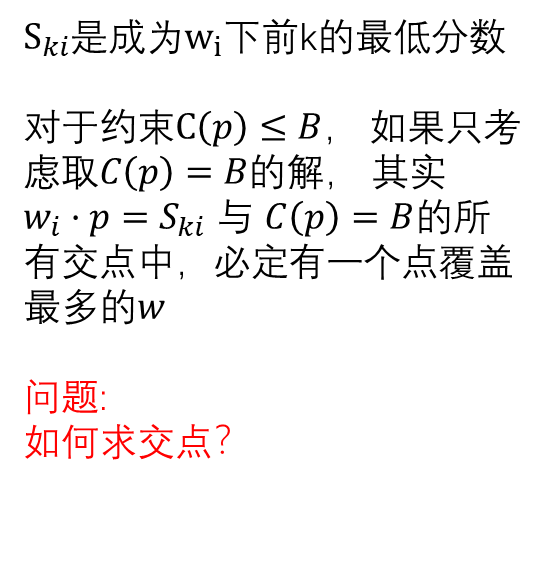 S_{ki}是成为w_i下前k的最低分数
对于约束C(p) ≤ B， 如果只考
虑取C(p) = B的解， 其实
w_i · p = S_{ki} 与 C(p) = B的所
有交点中，必定有一个点覆盖
最多的w
问题:
如何求交点？